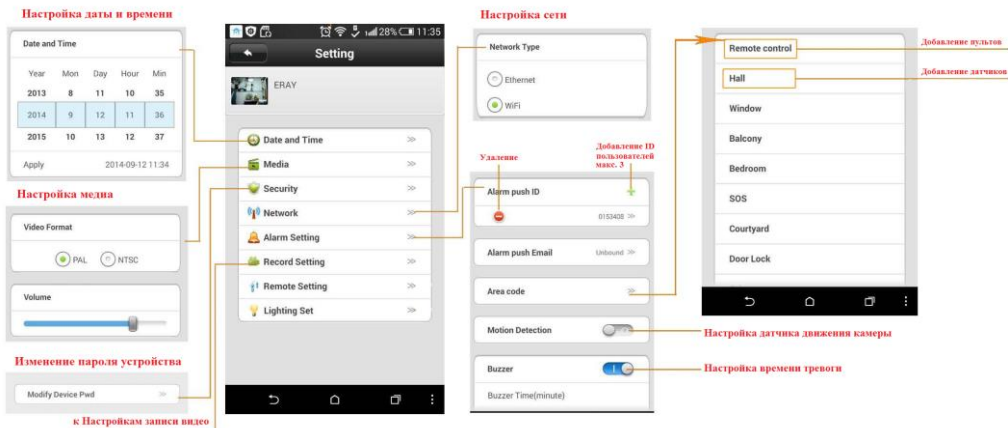 Настройка даты и времени
Date and Time
Year Mon Day Hour Min
2013 8 11 10 35
2014 9 12 11 36
2015 10 13 12 37
Apply 2014-09-12 11:34
Настройка медиа
Video Format
PAL NTSC
Volume
Изменение пароля устройства
Modify Device Pwd
к Настройкам записи видео
28% 11:35
Setting
ERAY
Date and Time
Media
Security
Network
Alarm Setting
Record Setting
Remote Setting
Lighting Set
Настройка сети
Network Type
Ethernet
WiFi
Удаление
Добавление ID
пользователей
макс. 3
Alarm push ID
0153408
Alarm push Email Unbound
Area code
Motion Detection
Buzzer
Buzzer Time(minute)
Настройка датчика движения камеры
Настройка времени тревоги
Remote control
Hall
Window
Balcony
Bedroom
SOS
Courtyard
Door Lock
Добавление пультов
Добавление датчиков